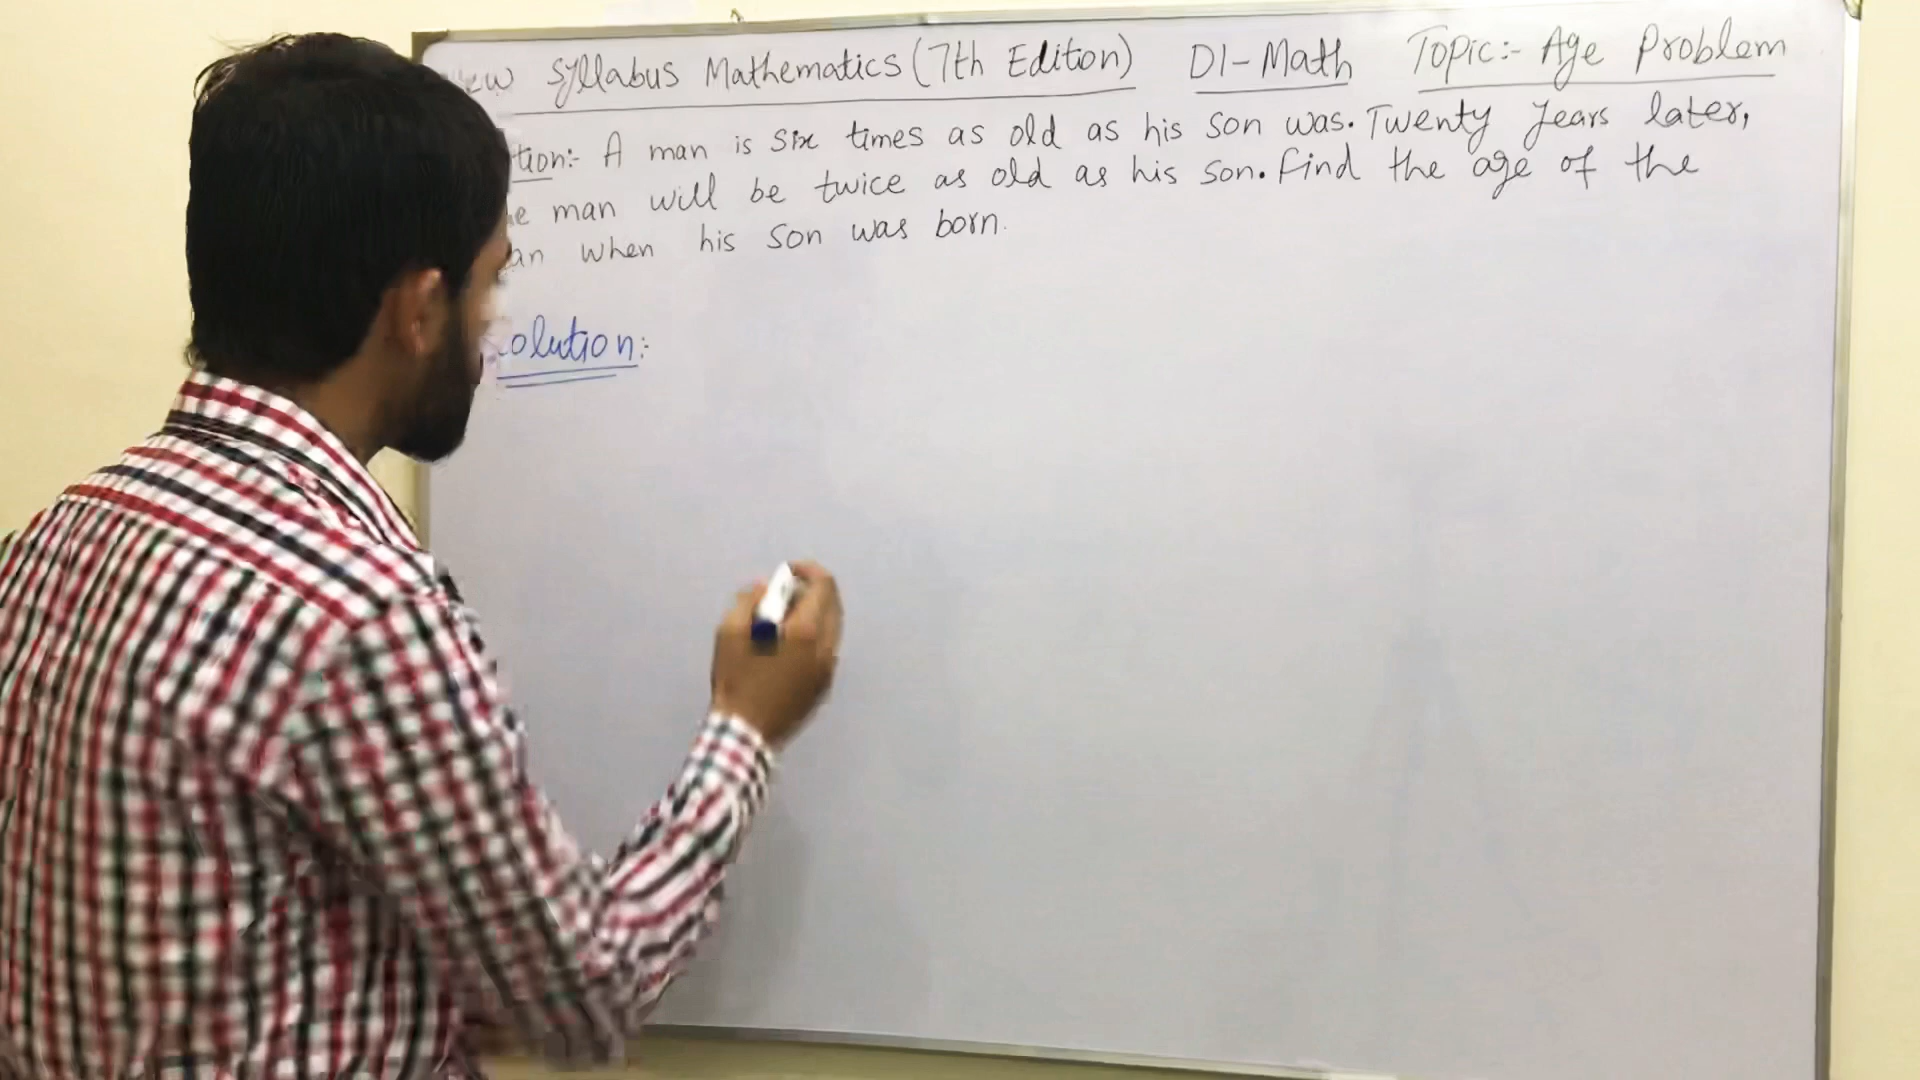 Syllabus Mathematics (7th Edition) D1-Math Topic:- Age Problem
tion:- A man is six times as old as his son was. Twenty years later,
man will be twice as old as his son. find the age of the
an when his son was born.
olution: